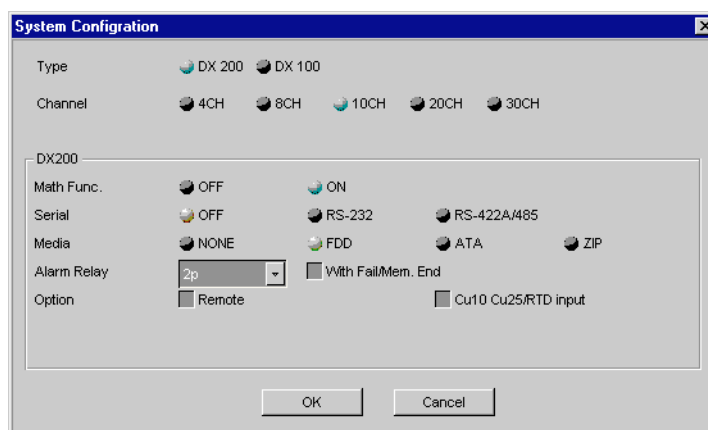 System Configration
Type DX 200 DX 100
Channel 4CH 8CH 10CH 20CH 30CH
DX200
Math Func. OFF ON
Serial OFF RS-232 RS-422A/485
Media NONE FDD ATA ZIP
Alarm Relay 2p With Fail/Mem. End
Option Remote Cu10 Cu25/RTD input
OK Cancel